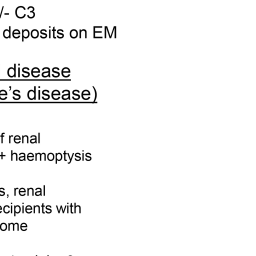 /- C3
deposits on EM
disease
e's disease)
f renal
+ haemoptysis
s, renal
ecipients with
ome